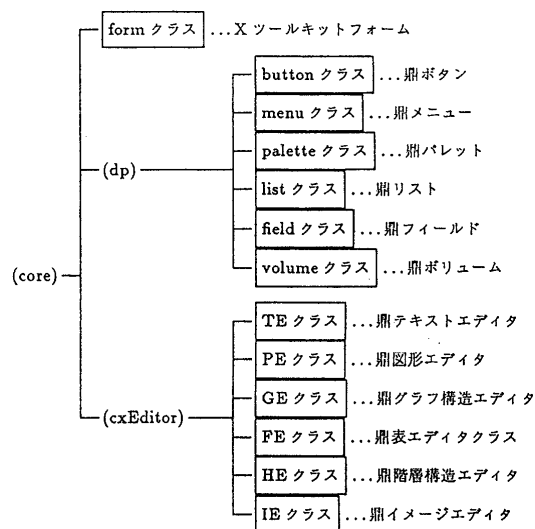 form クラス ...X ツールキットフォーム
button クラス ...鼎ボタン
menu クラス ...鼎メニュー
(dp) palette クラス ...鼎パレット
list クラス ...鼎リスト
field クラス ...鼎フィールド
volume クラス ...鼎ボリューム
(core)
TE クラス ...鼎テキストエディタ
PE クラス ...鼎図形エディタ
GE クラス ...鼎グラフ構造エディタ
(cxEditor) FE クラス ...鼎表エディタクラス
HE クラス ...鼎階層構造エディタ
IE クラス ...鼎イメージエディタ